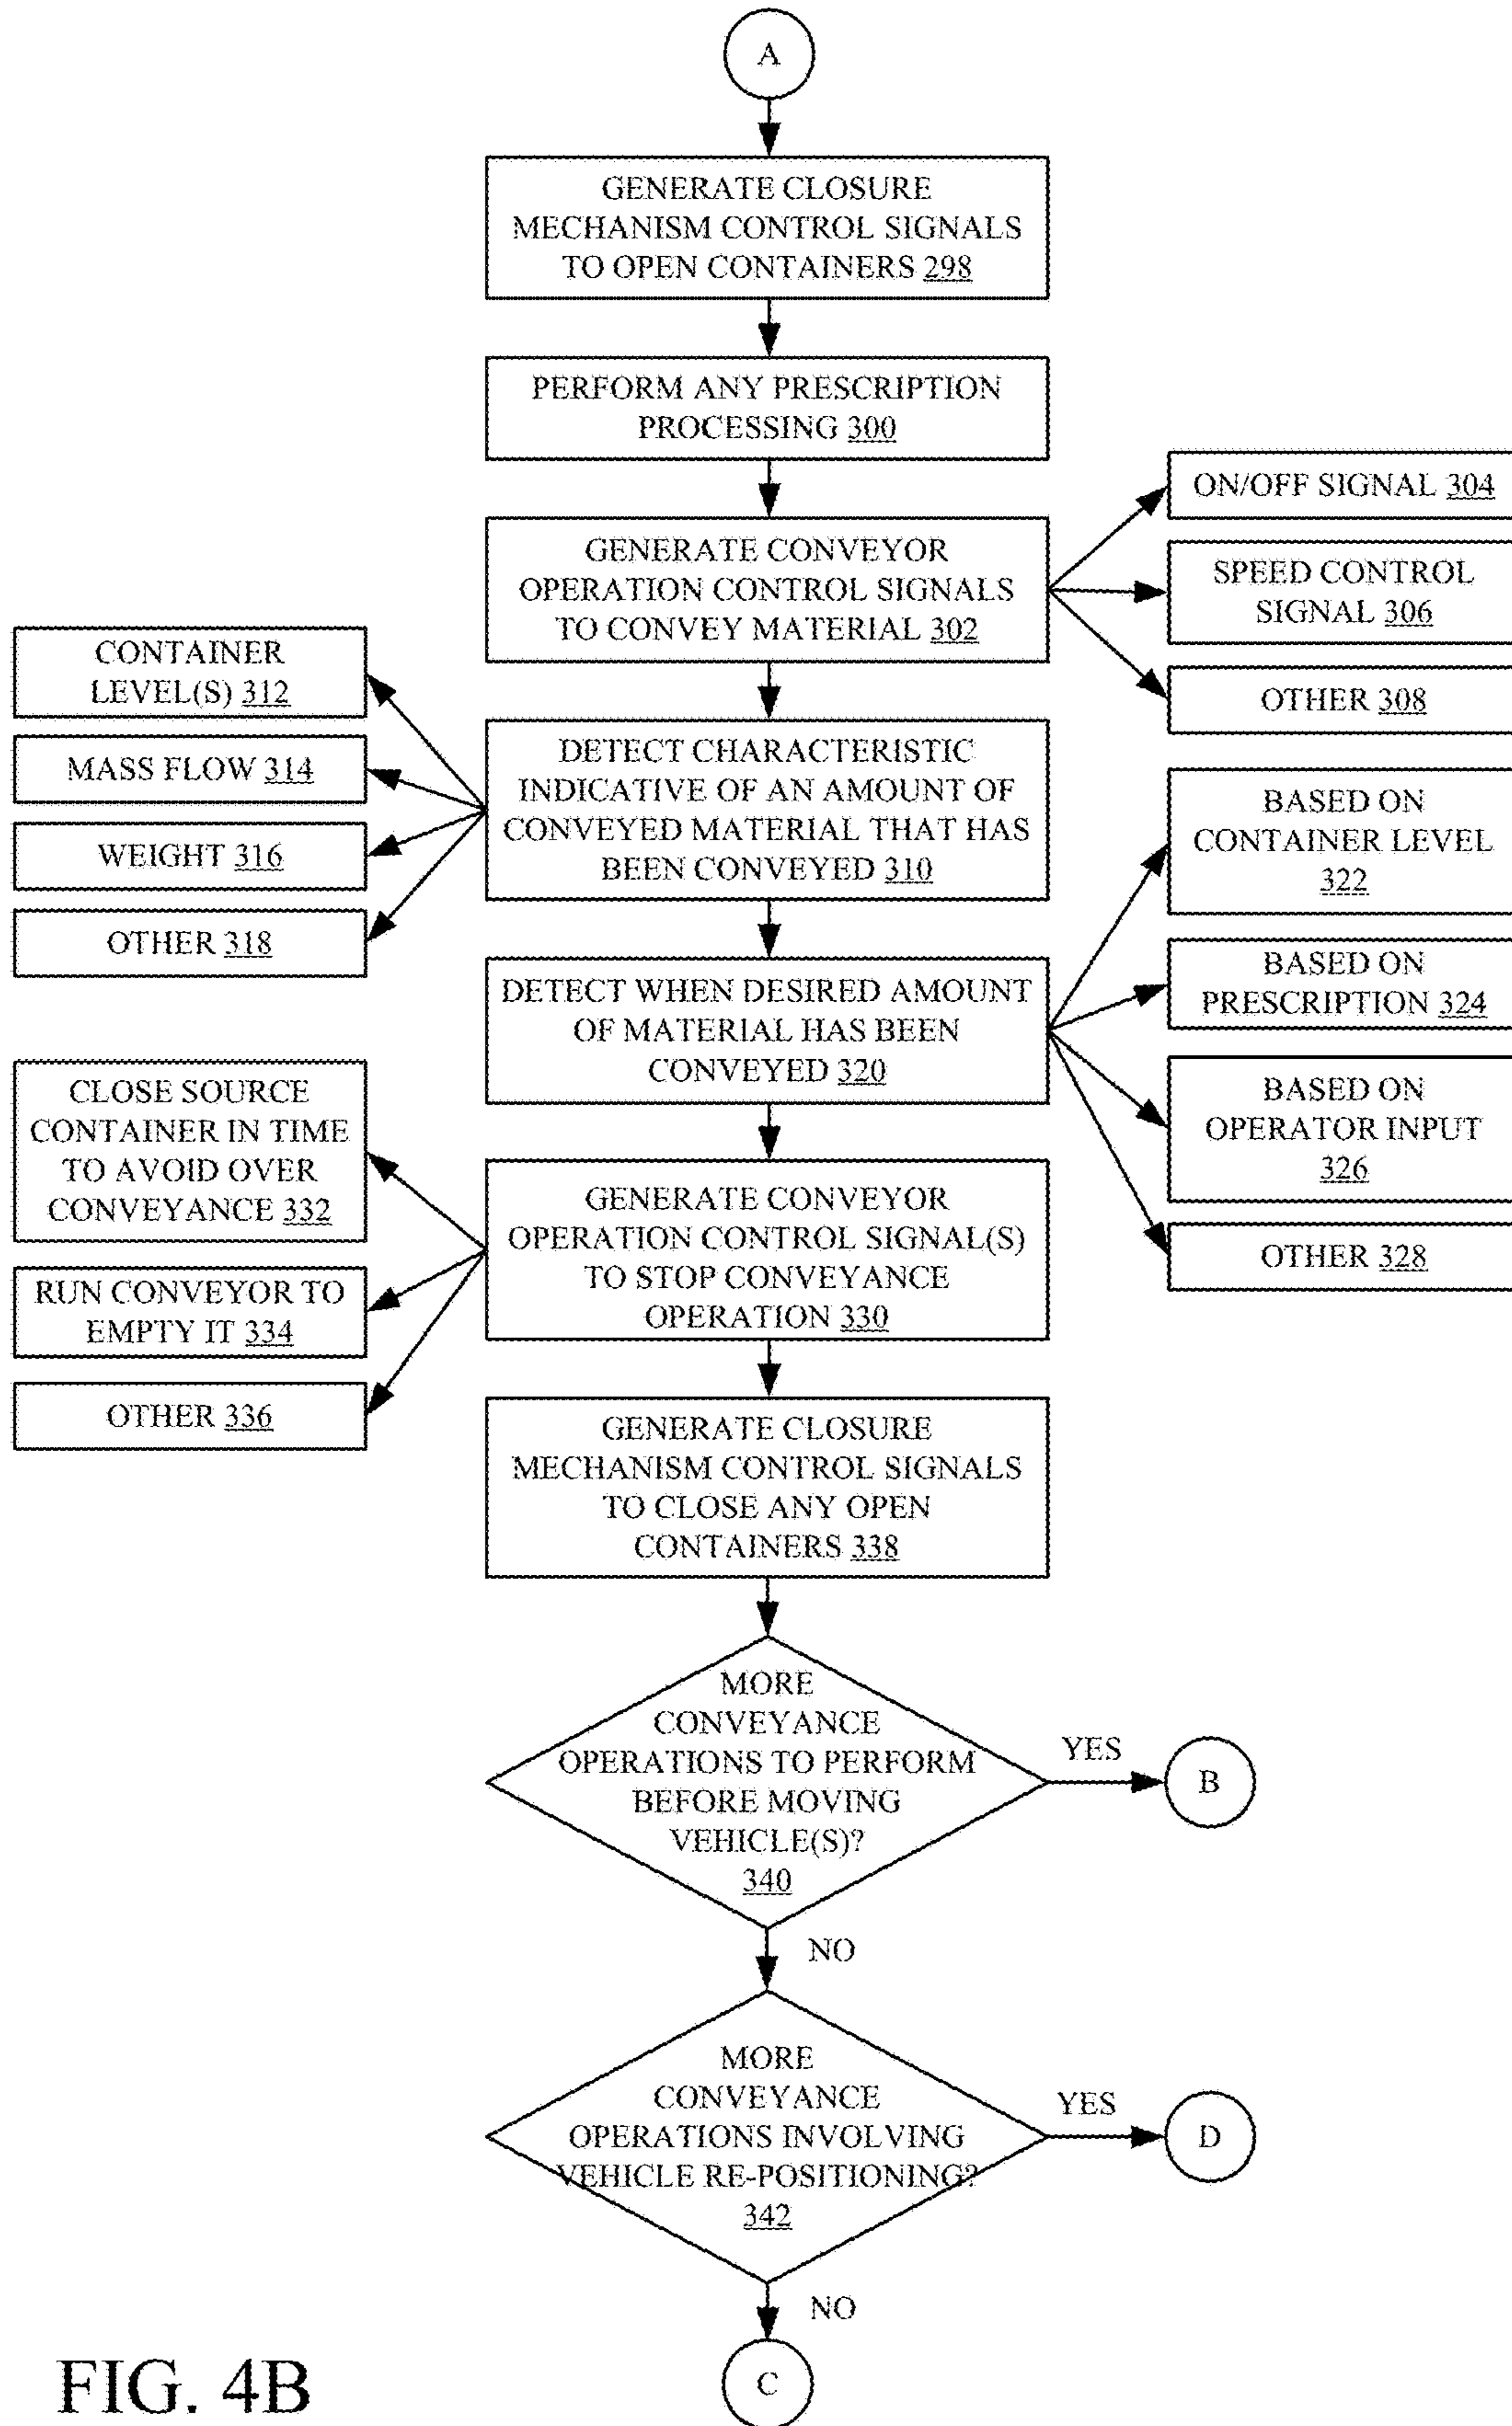 A
GENERATE CLOSURE
MECHANISM CONTROL SIGNALS
TO OPEN CONTAINERS 298
PERFORM ANY PRESCRIPTION
PROCESSING 300
GENERATE CONVEYOR
OPERATION CONTROL SIGNALS
TO CONVEY MATERIAL 302
ON/OFF SIGNAL 304
SPEED CONTROL
SIGNAL 306
OTHER 308
DETECT CHARACTERISTIC
INDICATIVE OF AN AMOUNT OF
CONVEYED MATERIAL THAT HAS
BEEN CONVEYED 310
CONTAINER
LEVEL(S) 312
MASS FLOW 314
WEIGHT 316
OTHER 318
DETECT WHEN DESIRED AMOUNT
OF MATERIAL HAS BEEN
CONVEYED 320
BASED ON
CONTAINER LEVEL
322
BASED ON
PRESCRIPTION 324
BASED ON
OPERATOR INPUT
326
OTHER 328
GENERATE CONVEYOR
OPERATION CONTROL SIGNAL(S)
TO STOP CONVEYANCE
OPERATION 330
CLOSE SOURCE
CONTAINER IN TIME
TO AVOID OVER
CONVEYANCE 332
RUN CONVEYOR TO
EMPTY IT 334
OTHER 336
GENERATE CLOSURE
MECHANISM CONTROL SIGNALS
TO CLOSE ANY OPEN
CONTAINERS 338
MORE
CONVEYANCE
OPERATIONS TO PERFORM
BEFORE MOVING
VEHICLE(S)?
340
YES
B
NO
MORE
CONVEYANCE
OPERATIONS INVOLVING
VEHICLE RE-POSITIONING?
342
YES
D
NO
C
FIG. 4B